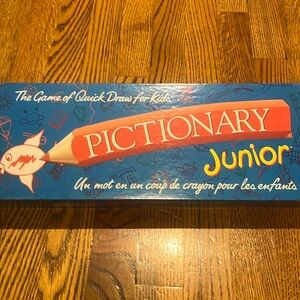 The Game of Quick Draw for Kids
PICTIONARY
Junior
Un mot en un coup de crayon pour les enfants